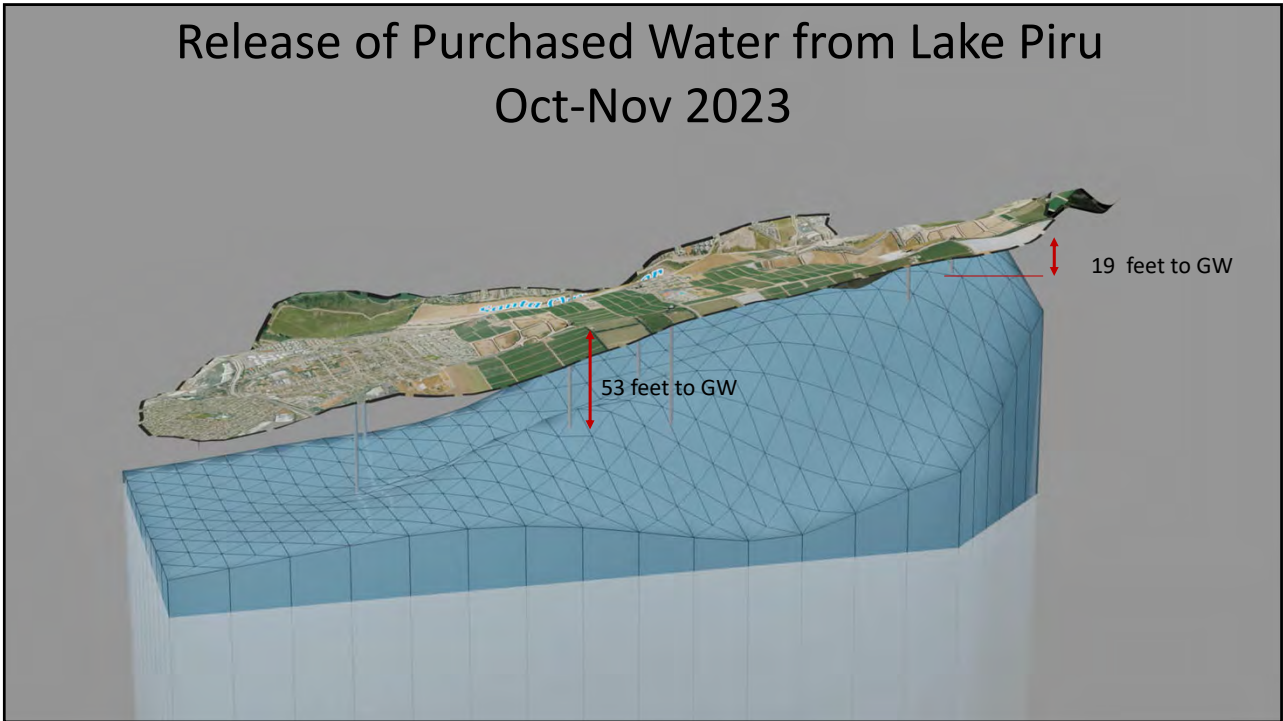 Release of Purchased Water from Lake Piru
Oct-Nov 2023
19 feet to GW
53 feet to GW